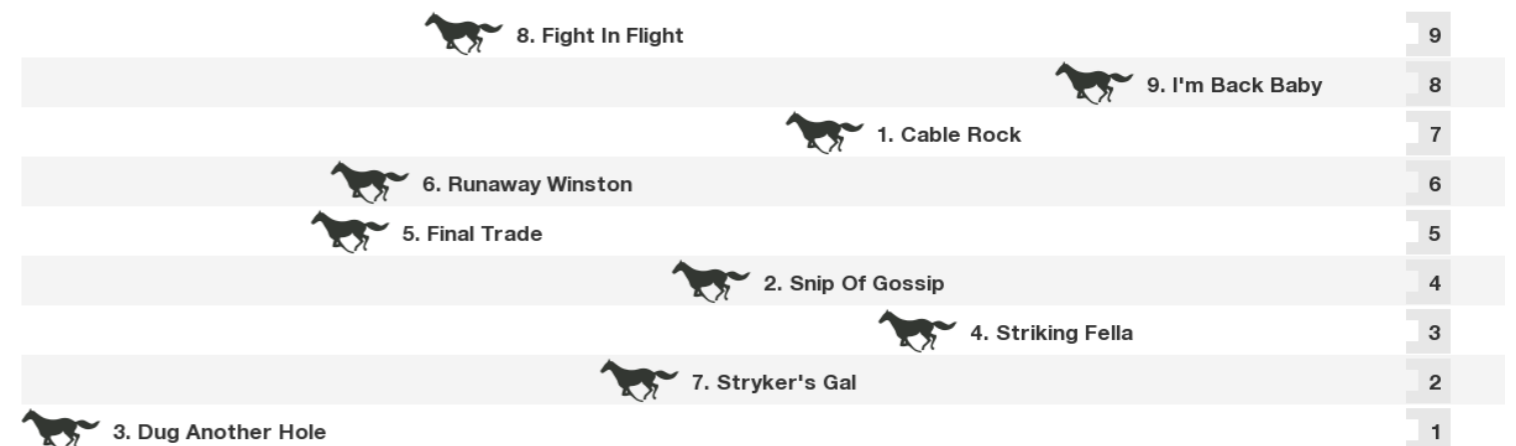 8. Fight In Flight 9
9. I'm Back Baby 8
1. Cable Rock 7
6. Runaway Winston 6
5. Final Trade 5
2. Snip Of Gossip 4
4. Striking Fella 3
7. Stryker's Gal 2
3. Dug Another Hole 1